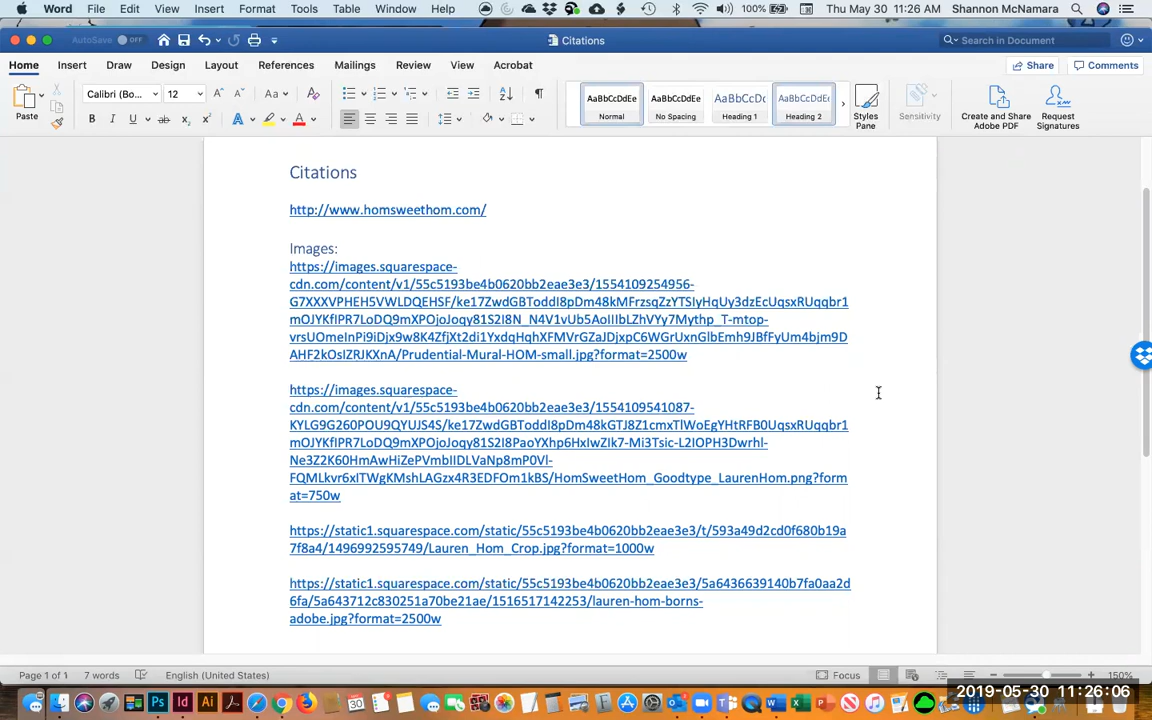 Word File Edit View Insert Format Tools Table Window Help 100% Thu May 30 11:26 AM Shannon McNamara
AutoSave OFF Citations Search in Document
Home Insert Draw Design Layout References Mailings Review View Acrobat Share Comments
Paste Calibri (Bo... 12 AaBbCcDdEe Normal AaBbCcDdEe No Spacing AaBbCcDc Heading 1 AaBbCcDdEe Heading 2 Styles Pane Sensitivity Create and Share Adobe PDF Request Signatures
Citations
http://www.homsweethom.com/
Images:
https://images.squarespace-
cdn.com/content/v1/55c5193be4b0620bb2eae3e3/1554109254956-
G7XXXVPHEH5VWLDQEHSF/ke17ZwdGBToddI8pDm48kMFrzsqZzYTSIyHqUy3dzEcUqsxRUqqbr1
mOJYKfIPR7LoDQ9mXPOjoJoqy81S2I8N_N4V1vUb5AoIIIbLZhVYy7Mythp_T-mtop-
vrsUOmeInPi9iDjx9w8K4ZfjXt2di1YxdqHqhXFMVrGZaJDjxpC6WGrUxnGlbEmh9JBfFyUm4bjm9D
AHF2kOsIZRJKXnA/Prudential-Mural-HOM-small.jpg?format=2500w
https://images.squarespace-
cdn.com/content/v1/55c5193be4b0620bb2eae3e3/1554109541087-
KYLG9G260POU9QYUJS4S/ke17ZwdGBToddI8pDm48kGTJ8Z1cmxTlWoEgYHtRFB0UqsxRUqqbr1
mOJYKfIPR7LoDQ9mXPOjoJoqy81S2I8PaoYXhp6HxIwZIk7-Mi3Tsic-L2IOPH3Dwrhl-
Ne3Z2K60HmAwHiZePVmbIIDLVaNp8mP0Vl-
FQMLkvr6xITWgKMshLAGzx4R3EDFOm1kBS/HomSweetHom_Goodtype_LaurenHom.png?form
at=750w
https://static1.squarespace.com/static/55c5193be4b0620bb2eae3e3/t/593a49d2cd0f680b19a
7f8a4/1496992595749/Lauren_Hom_Crop.jpg?format=1000w
https://static1.squarespace.com/static/55c5193be4b0620bb2eae3e3/5a6436639140b7fa0aa2d
6fa/5a643712c830251a70be21ae/1516517142253/lauren-hom-borns-
adobe.jpg?format=2500w
Page 1 of 1 7 words English (United States) Focus 150%
2019-05-30 11:26:06